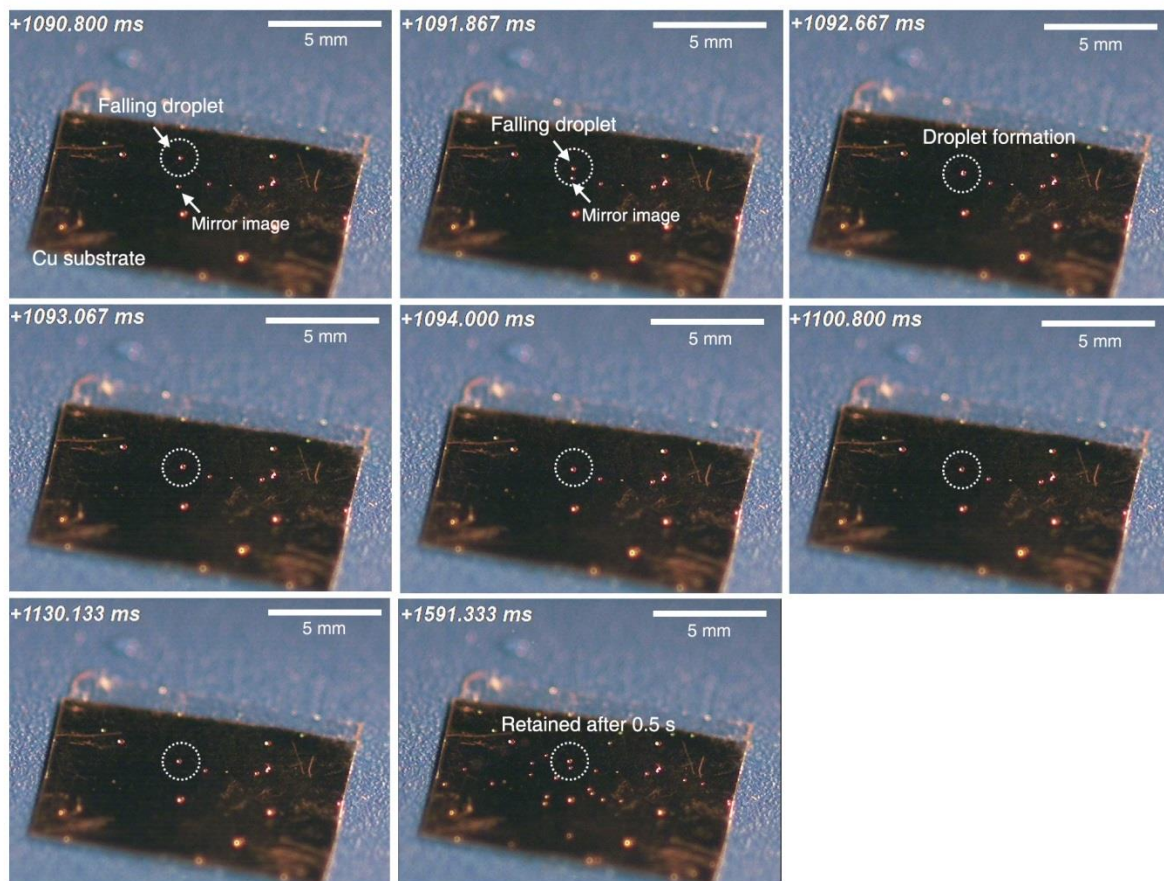 +1090.800 ms
5 mm
Falling droplet
Mirror image
Cu substrate
+1091.867 ms
5 mm
Falling droplet
Mirror image
+1092.667 ms
5 mm
Droplet formation
+1093.067 ms
5 mm
+1094.000 ms
5 mm
+1100.800 ms
5 mm
+1130.133 ms
5 mm
+1591.333 ms
5 mm
Retained after 0.5 s